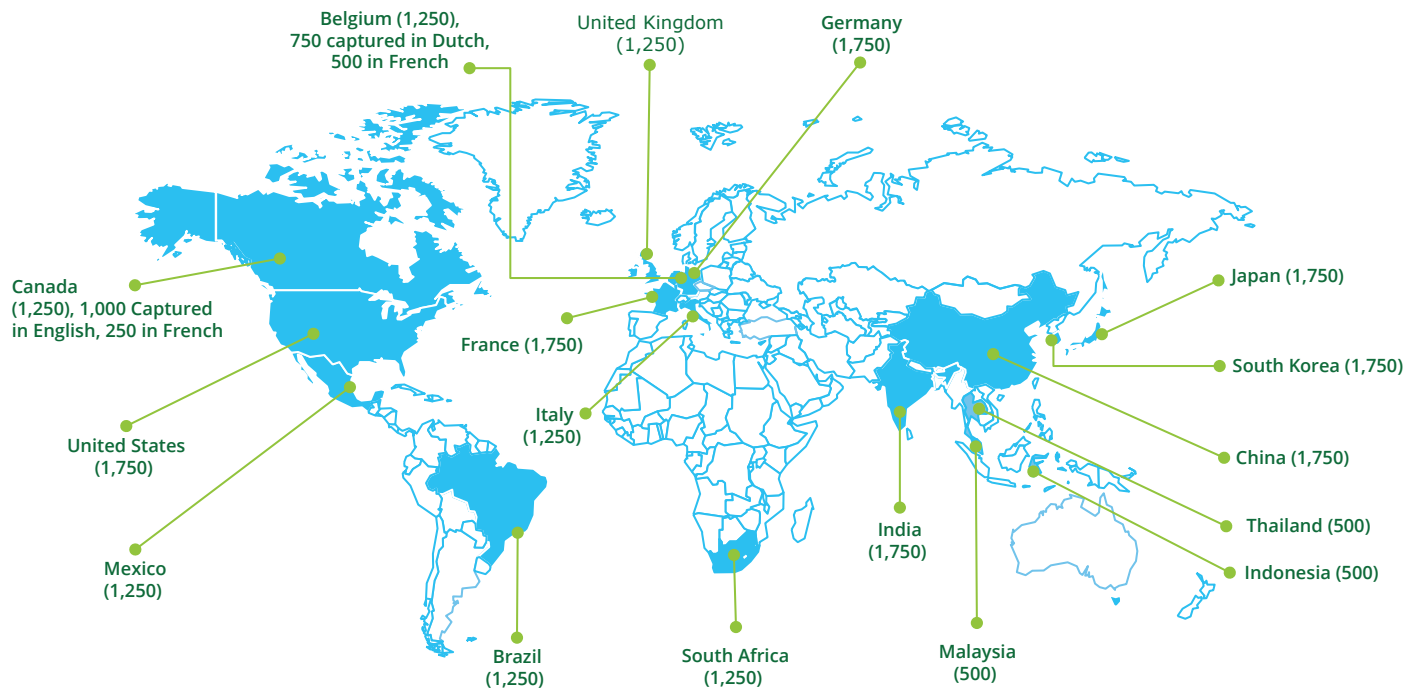 Belgium (1,250),
750 captured in Dutch,
500 in French
United Kingdom
(1,250)
Germany
(1,750)
Canada
(1,250), 1,000 Captured
in English, 250 in French
Japan (1,750)
France (1,750)
South Korea (1,750)
Italy
(1,250)
United States
(1,750)
China (1,750)
India
(1,750)
Thailand (500)
Mexico
(1,250)
Indonesia (500)
Brazil
(1,250)
South Africa
(1,250)
Malaysia
(500)